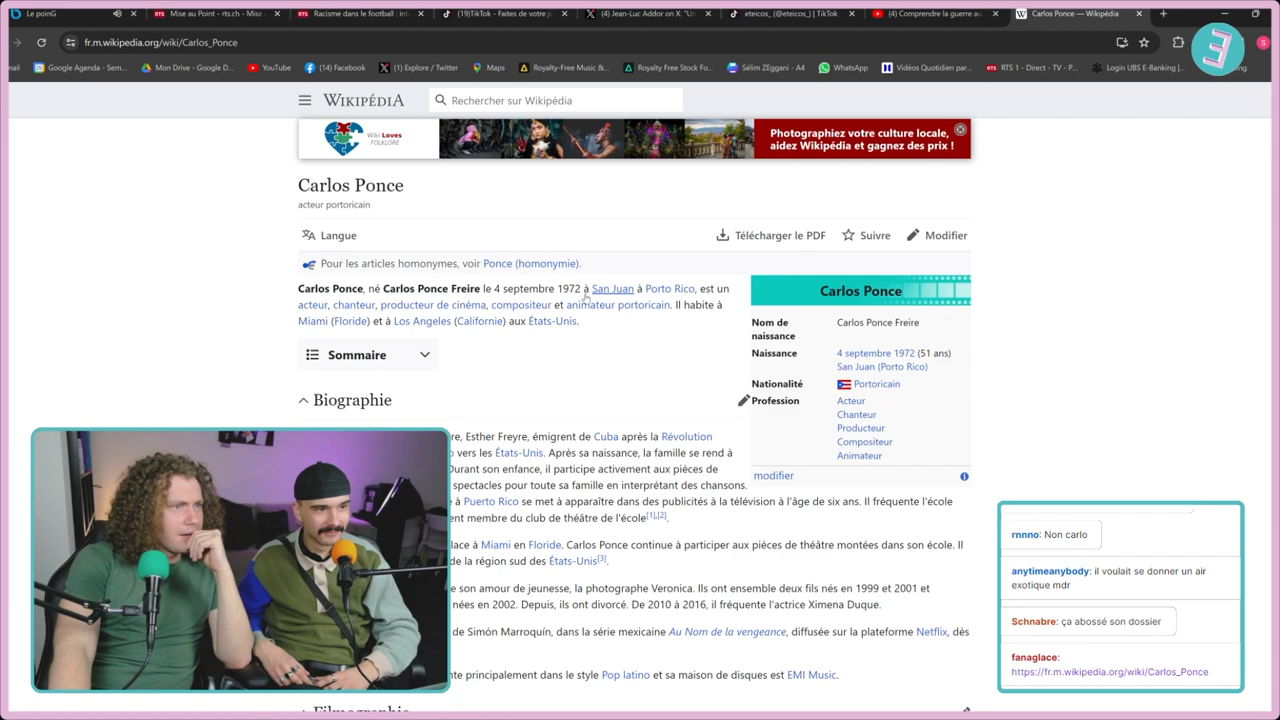 Le poinG
Mise au Point - rts.ch - Mise
Racisme dans le football : inf
(19)TikTok - Faites de votre jo
(4) Jean-Luc Addor on X: "Un
eteicos_ (@eteicos_) | TikTok
(4) Comprendre la guerre au
Carlos Ponce — Wikipédia
fr.m.wikipedia.org/wiki/Carlos_Ponce
mail
Google Agenda - Sem...
Mon Drive - Google D...
YouTube
(14) Facebook
(1) Explore / Twitter
Maps
Royalty-Free Music &...
Royalty Free Stock Fo...
Sélim ZEggani - A4
WhatsApp
Vidéos Quotidien par...
RTS 1 - Direct - TV - P...
Login UBS E-Banking |...
WIKIPÉDIA
Rechercher sur Wikipédia
Wiki Loves
FOLKLORE
Photographiez votre culture locale,
aidez Wikipédia et gagnez des prix !
Carlos Ponce
acteur portoricain
Langue
Télécharger le PDF
Suivre
Modifier
Pour les articles homonymes, voir Ponce (homonymie).
Carlos Ponce, né Carlos Ponce Freire le 4 septembre 1972 à San Juan à Porto Rico, est un
acteur, chanteur, producteur de cinéma, compositeur et animateur portoricain. Il habite à
Miami (Floride) et à Los Angeles (Californie) aux États-Unis.
Carlos Ponce
Nom de naissance
Carlos Ponce Freire
Naissance
4 septembre 1972 (51 ans)
San Juan (Porto Rico)
Nationalité
Portoricain
Profession
Acteur
Chanteur
Producteur
Compositeur
Animateur
modifier
Sommaire
Biographie
re, Esther Freyre, émigrent de Cuba après la Révolution
vers les États-Unis. Après sa naissance, la famille se rend à
Durant son enfance, il participe activement aux pièces de
spectacles pour toute sa famille en interprétant des chansons.
à Puerto Rico se met à apparaître dans des publicités à la télévision à l'âge de six ans. Il fréquente l'école
ent membre du club de théâtre de l'école[1],[2].
lace à Miami en Floride. Carlos Ponce continue à participer aux pièces de théâtre montées dans son école. Il
de la région sud des États-Unis[3].
e son amour de jeunesse, la photographe Veronica. Ils ont ensemble deux fils nés en 1999 et 2001 et
nées en 2002. Depuis, ils ont divorcé. De 2010 à 2016, il fréquente l'actrice Ximena Duque.
de Simón Marroquín, dans la série mexicaine Au Nom de la vengeance, diffusée sur la plateforme Netflix, dès
nte principalement dans le style Pop latino et sa maison de disques est EMI Music.
Filmographie
rnnno: Non carlo
anytimeanybody: il voulait se donner un air
exotique mdr
Schnabre: ça abossé son dossier
fanaglace:
https://fr.m.wikipedia.org/wiki/Carlos_Ponce